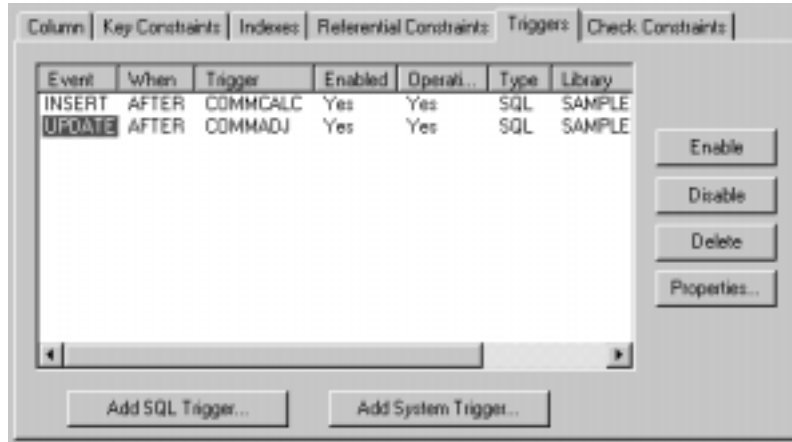 Column Key Constraints Indexes Referential Constraints Triggers Check Constraints
Event When Trigger Enabled Operati... Type Library
INSERT AFTER COMMCALC Yes Yes SQL SAMPLE
UPDATE AFTER COMMADJ Yes Yes SQL SAMPLE
Enable
Disable
Delete
Properties...
Add SQL Trigger... Add System Trigger...